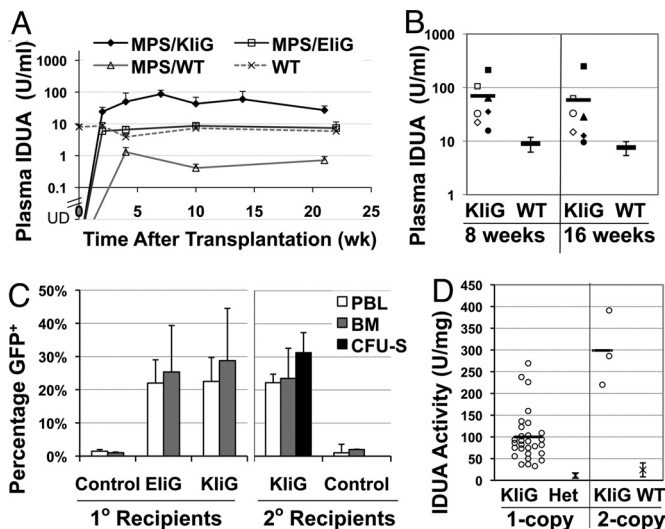 A
MPS/KliG
MPS/EliG
MPS/WT
WT
Plasma IDUA (U/ml)
1000
100
10
1
0.1
UD
0
5
10
15
20
25
Time After Transplantation (wk)
B
Plasma IDUA (U/ml)
1000
100
10
1
KliG WT KliG WT
8 weeks 16 weeks
C
Percentage GFP+
50%
40%
30%
20%
10%
0%
PBL
BM
CFU-S
Control EliG KliG KliG Control
1° Recipients 2° Recipients
D
IDUA Activity (U/mg)
450
400
350
300
250
200
150
100
50
0
KliG Het KliG WT
1-copy 2-copy